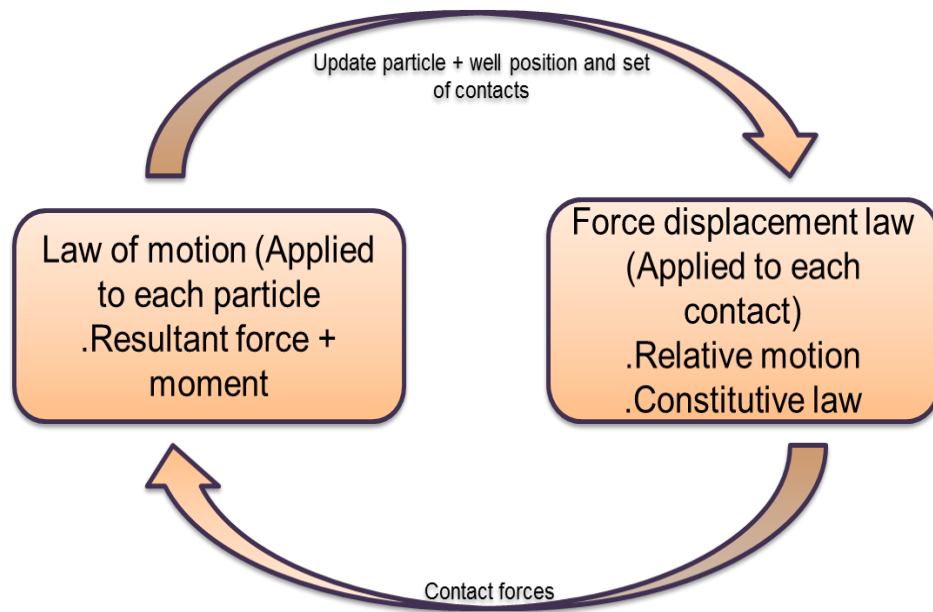 Update particle + well position and set
of contacts
Law of motion (Applied
to each particle
.Resultant force +
moment
Force displacement law
(Applied to each
contact)
.Relative motion
.Constitutive law
Contact forces